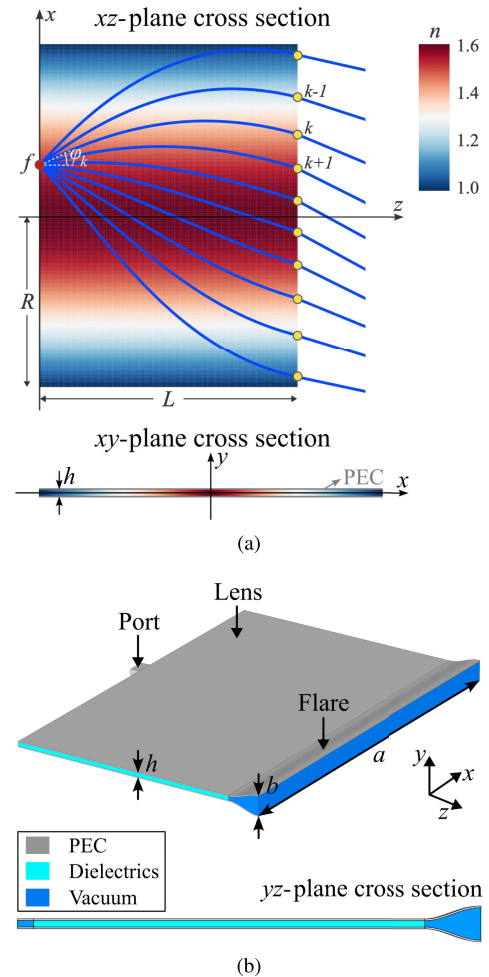 xz-plane cross section
x
n
1.6
1.4
1.2
1.0
k-1
k
k+1
φk
f
z
R
L
xy-plane cross section
y
h
PEC
x
(a)
Lens
Port
Flare
h
b
a
y
x
z
PEC
Dielectrics
Vacuum
yz-plane cross section
(b)